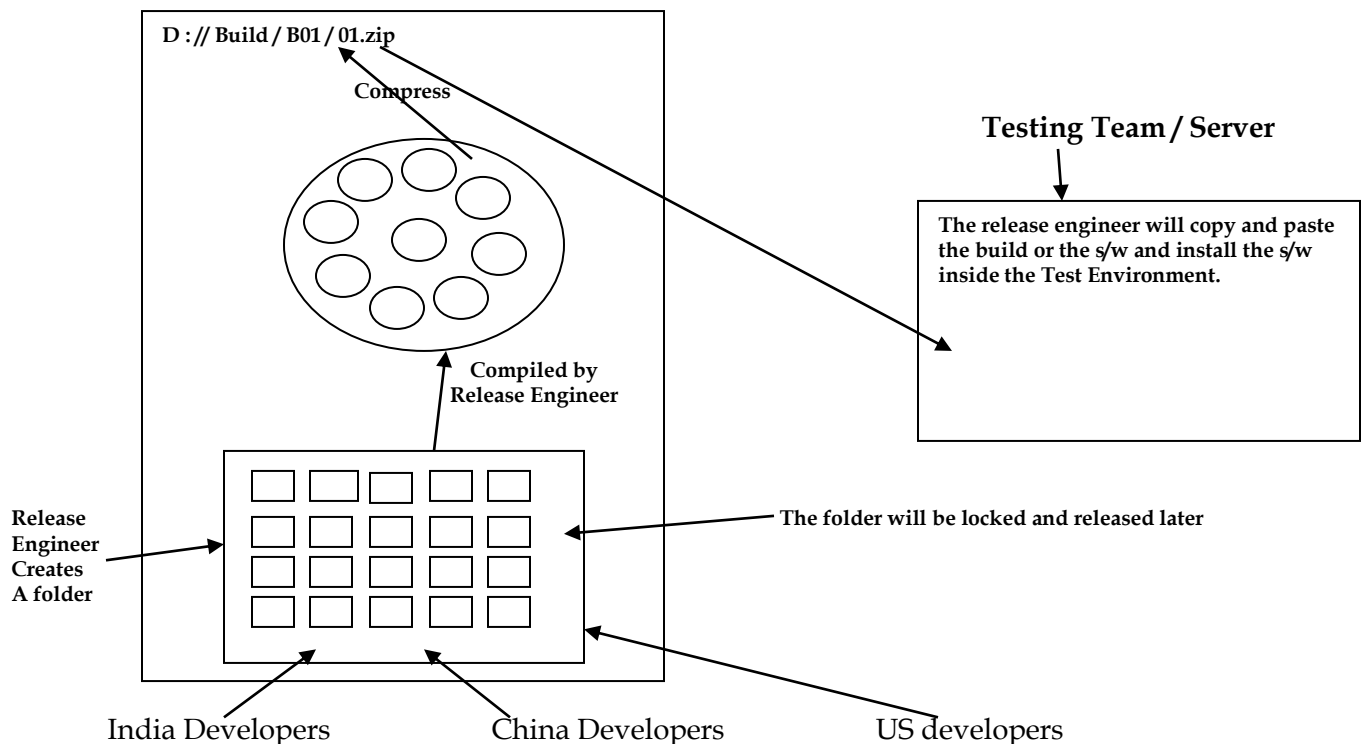 D : // Build / B01 / 01.zip
Compress
Testing Team / Server
The release engineer will copy and paste
the build or the s/w and install the s/w
inside the Test Environment.
Compiled by
Release Engineer
Release
Engineer
Creates
A folder
The folder will be locked and released later
India Developers
China Developers
US developers